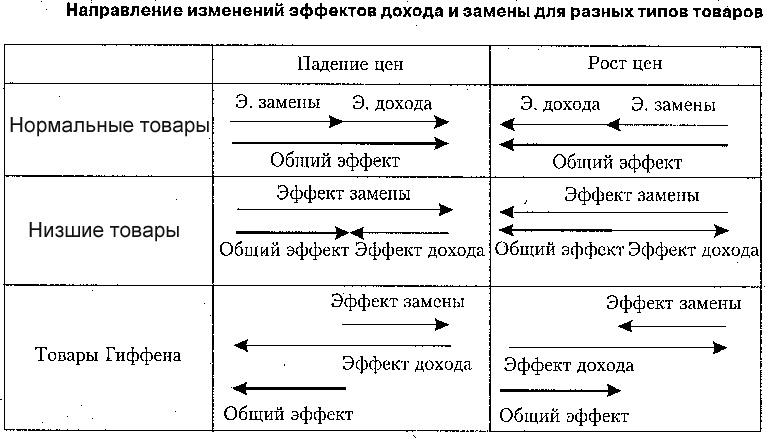 Направление изменений эффектов дохода и замены для разных типов товаров
Падение цен
Рост цен
Нормальные товары
Э. замены
Э. дохода
Общий эффект
Э. дохода
Э. замены
Общий эффект
Низшие товары
Эффект замены
Общий эффект
Эффект дохода
Эффект замены
Общий эффект
Эффект дохода
Товары Гиффена
Эффект замены
Эффект дохода
Общий эффект
Эффект замены
Эффект дохода
Общий эффект